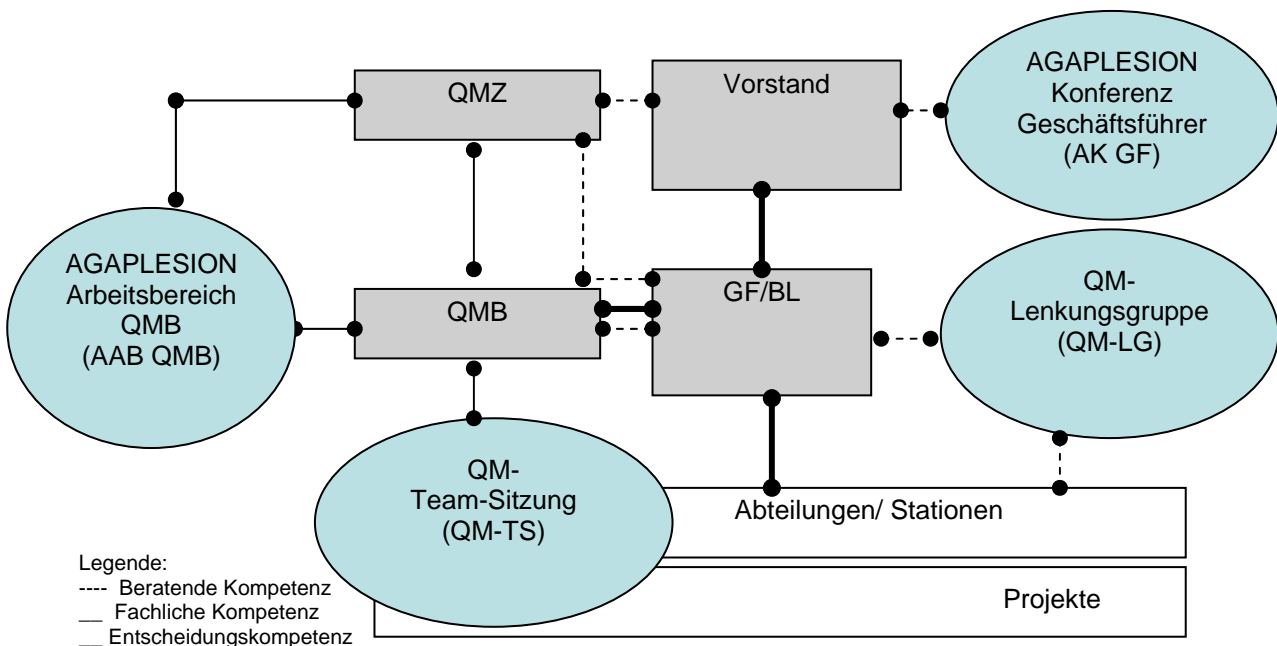 QMZ
Vorstand
AGAPLESION
Konferenz
Geschäftsführer
(AK GF)
AGAPLESION
Arbeitsbereich
QMB
(AAB QMB)
QMB
GF/BL
QM-
Lenkungsgruppe
(QM-LG)
QM-
Team-Sitzung
(QM-TS)
Abteilungen/ Stationen
Projekte
Legende:
---- Beratende Kompetenz
__ Fachliche Kompetenz
__ Entscheidungskompetenz